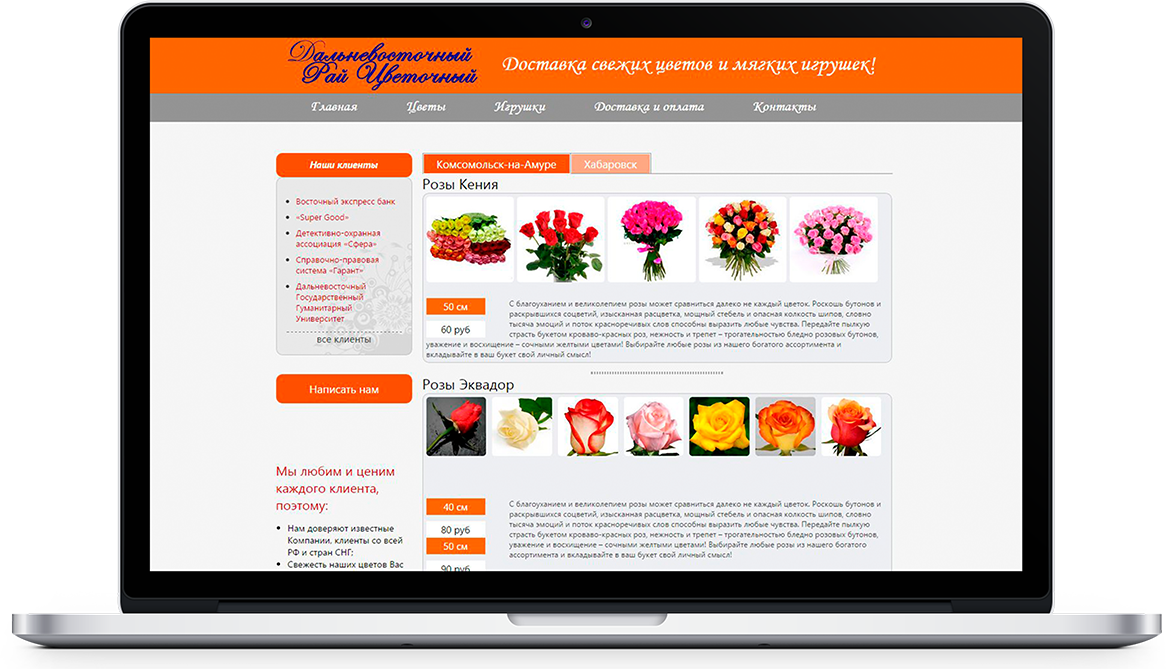 Дальневосточный
Рай Цветочный
Доставка свежих цветов и мягких игрушек!
Главная
Цветы
Игрушки
Доставка и оплата
Контакты
Наши клиенты
Восточный экспресс банк
«Super Good»
Детективно-охранная
ассоциация «Сфера»
Справочно-правовая
система «Гарант»
Дальневосточный
Государственный
Гуманитарный
Университет
все клиенты
Написать нам
Мы любим и ценим
каждого клиента,
поэтому:
Нам доверяют известные
Компании, клиенты со всей
РФ и стран СНГ;
Свежесть наших цветов Вас
Комсомольск-на-Амуре
Хабаровск
Розы Кения
50 см
60 руб
С благоуханием и великолепием розы может сравниться далеко не каждый цветок. Роскошь бутонов и
раскрывшихся соцветий, изысканная расцветка, мощный стебель и опасная колкость шипов, словно
тысяча эмоций и поток красноречивых слов способны выразить любые чувства. Передайте пылкую
страсть букетом кроваво-красных роз, нежность и трепет – трогательностью бледно розовых бутонов,
уважение и восхищение – сочными желтыми цветами! Выбирайте любые розы из нашего богатого ассортимента и
вкладывайте в ваш букет свой личный смысл!
Розы Эквадор
40 см
80 руб
50 см
90 руб
С благоуханием и великолепием розы может сравниться далеко не каждый цветок. Роскошь бутонов и
раскрывшихся соцветий, изысканная расцветка, мощный стебель и опасная колкость шипов, словно
тысяча эмоций и поток красноречивых слов способны выразить любые чувства. Передайте пылкую
страсть букетом кроваво-красных роз, нежность и трепет – трогательностью бледно розовых бутонов,
уважение и восхищение – сочными желтыми цветами! Выбирайте любые розы из нашего богатого
ассортимента и вкладывайте в ваш букет свой личный смысл!